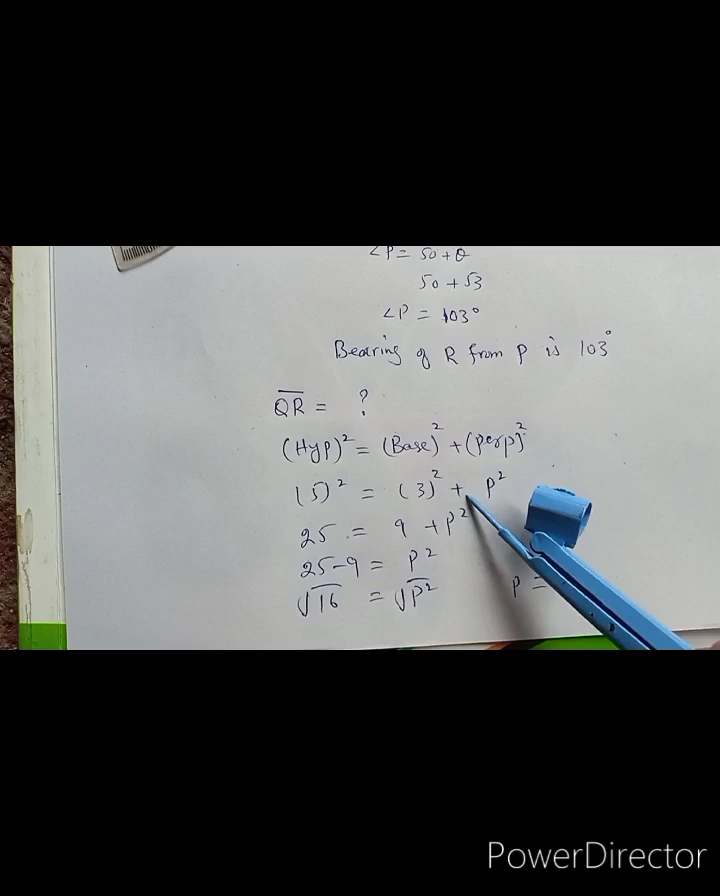 ∠P = 50 + θ
50 + 53
∠P = 103°
Bearing of R from P is 103°
Q̅R̅ = ?
(Hyp)² = (Base)² + (perp)²
(5)² = (3)² + P²
25 = 9 + P²
25-9 = P²
√16 = √P² P =
PowerDirector